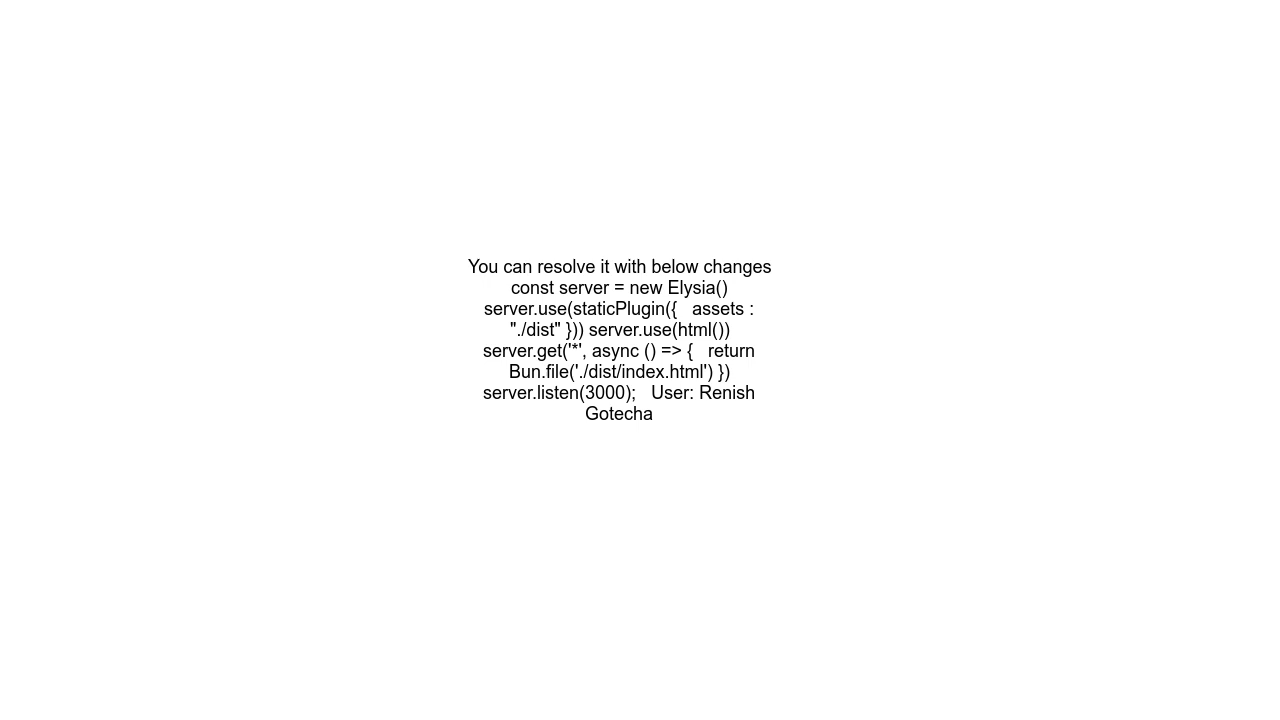 You can resolve it with below changes
const server = new Elysia()
server.use(staticPlugin({   assets :
"./dist" })) server.use(html())
server.get('*', async () => {   return
Bun.file('./dist/index.html') })
server.listen(3000);   User: Renish
Gotecha